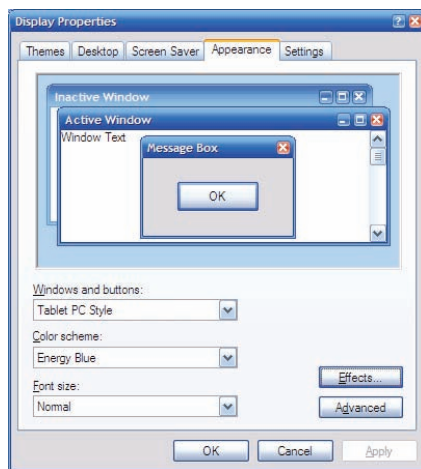 Display Properties
Themes Desktop Screen Saver Appearance Settings
Inactive Window
Active Window
Window Text
Message Box
OK
Windows and buttons:
Tablet PC Style
Color scheme:
Energy Blue
Effects...
Font size:
Normal
Advanced
OK Cancel Apply